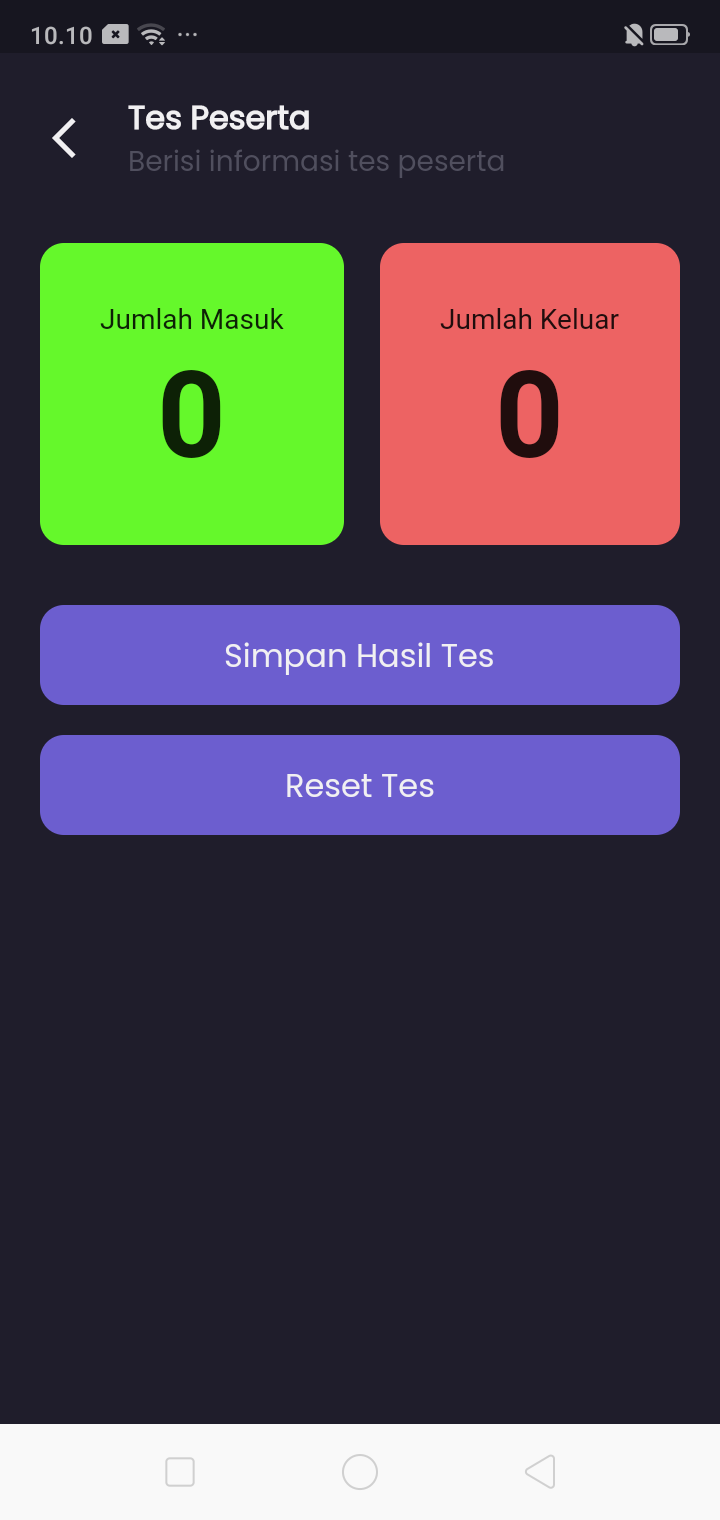 10.10
Tes Peserta
Berisi informasi tes peserta
Jumlah Masuk
0
Jumlah Keluar
0
Simpan Hasil Tes
Reset Tes